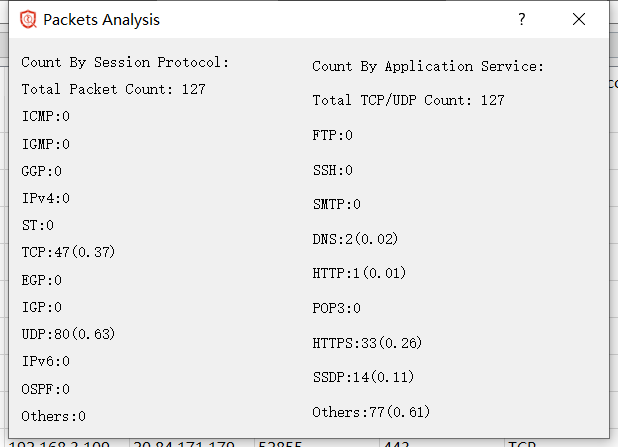 Packets Analysis
Count By Session Protocol:
Total Packet Count: 127
ICMP:0
IGMP:0
GGP:0
IPv4:0
ST:0
TCP:47(0.37)
EGP:0
IGP:0
UDP:80(0.63)
IPv6:0
OSPF:0
Others:0
Count By Application Service:
Total TCP/UDP Count: 127
FTP:0
SSH:0
SMTP:0
DNS:2(0.02)
HTTP:1(0.01)
POP3:0
HTTPS:33(0.26)
SSDP:14(0.11)
Others:77(0.61)
192.168.3.109 20.84.171.179 52855 443 TCP